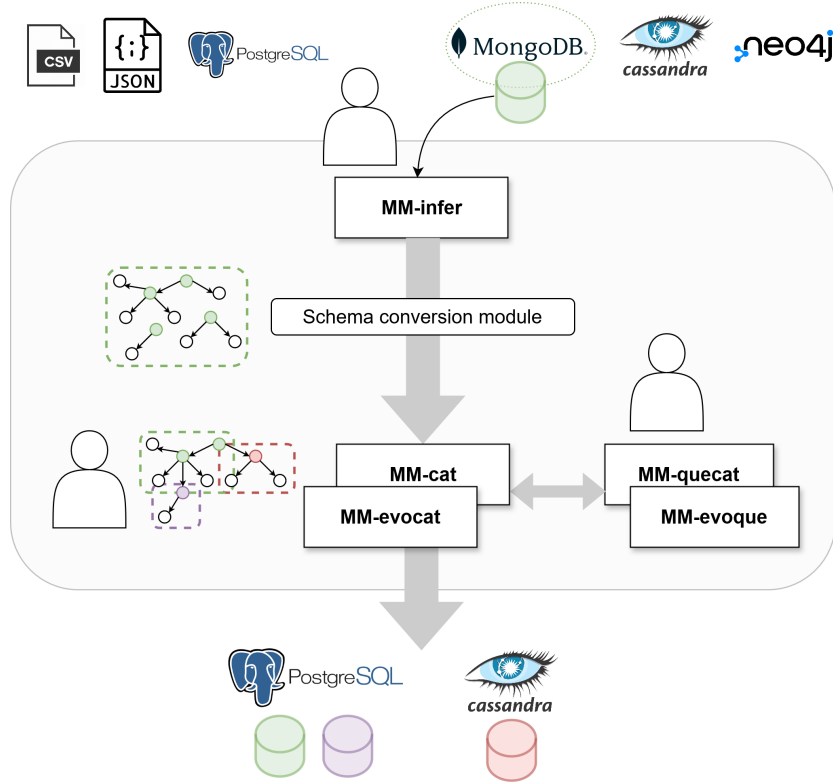 CSV
{;}
JSON
PostgreSQL
MongoDB®
cassandra
neo4j
MM-infer
Schema conversion module
MM-cat
MM-evocat
MM-quecat
MM-evoque
PostgreSQL
cassandra